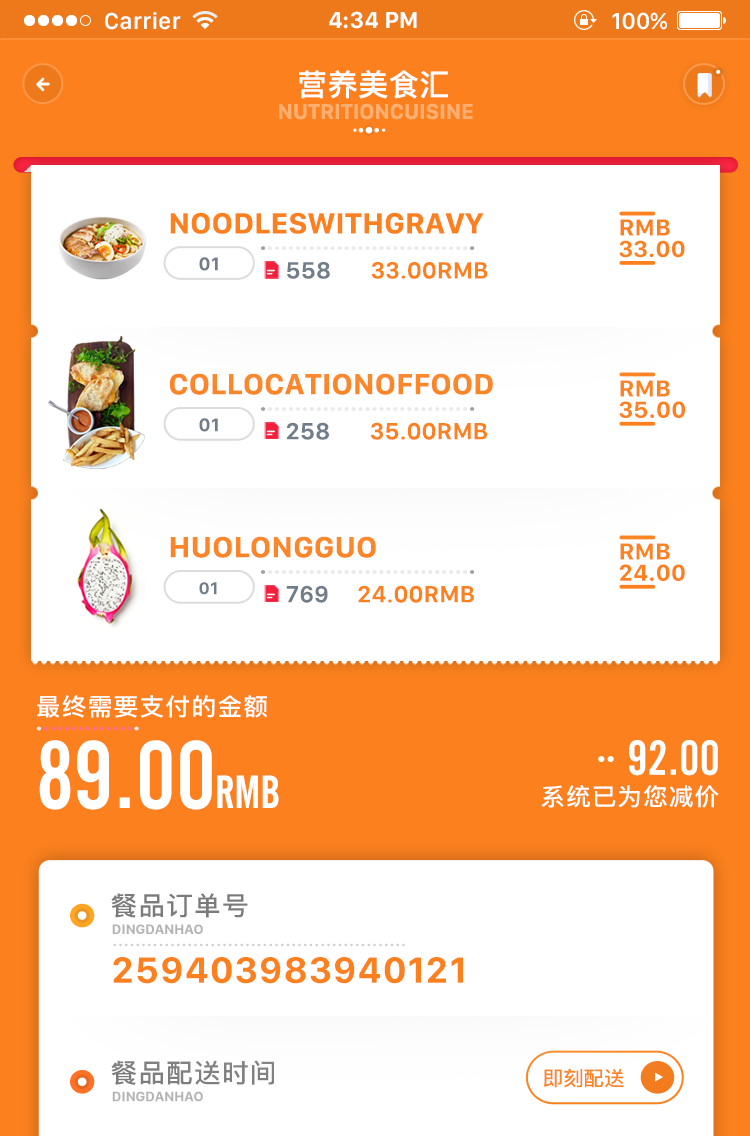 Carrier 4:34 PM 100%
营养美食汇
NUTRITIONCUISINE
NOODLESWITHGRAVY
01 558 33.00RMB
RMB
33.00
COLLOCATIONOFFOOD
01 258 35.00RMB
RMB
35.00
HUOLONGGUO
01 769 24.00RMB
RMB
24.00
最终需要支付的金额
89.00RMB
92.00
系统已为您减价
餐品订单号
DINGDANHAO
259403983940121
餐品配送时间
DINGDANHAO
即刻配送